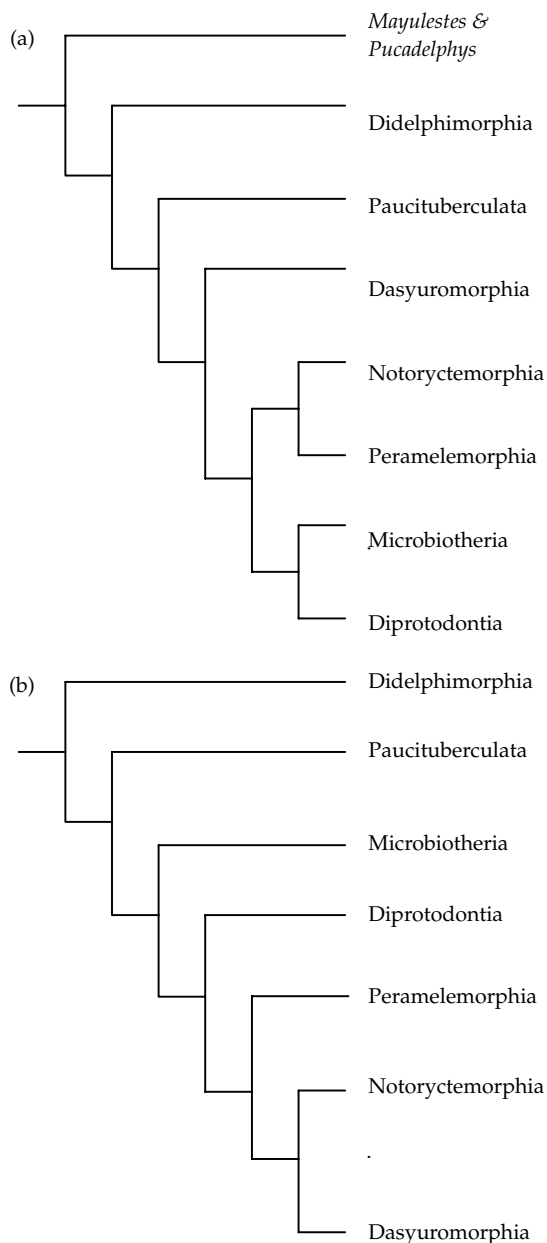 (a)
Mayulestes &
Pucadelphys
Didelphimorphia
Paucituberculata
Dasyuromorphia
Notoryctemorphia
Peramelemorphia
Microbiotheria
Diprotodontia
(b)
Didelphimorphia
Paucituberculata
Microbiotheria
Diprotodontia
Peramelemorphia
Notoryctemorphia
Dasyuromorphia